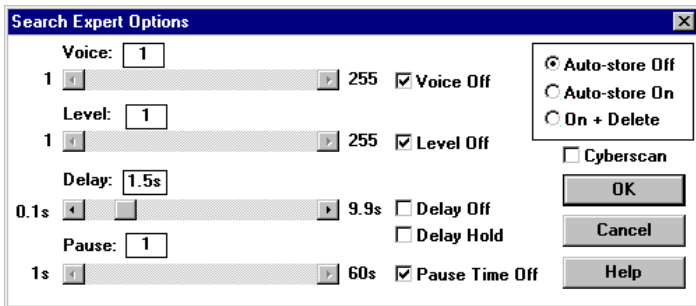 Search Expert Options
Voice: 1
1 255 Voice Off
Level: 1
1 255 Level Off
Delay: 1.5s
0.1s 9.9s Delay Off
Delay Hold
Pause: 1
1s 60s Pause Time Off
Auto-store Off
Auto-store On
On + Delete
Cyberscan
OK
Cancel
Help